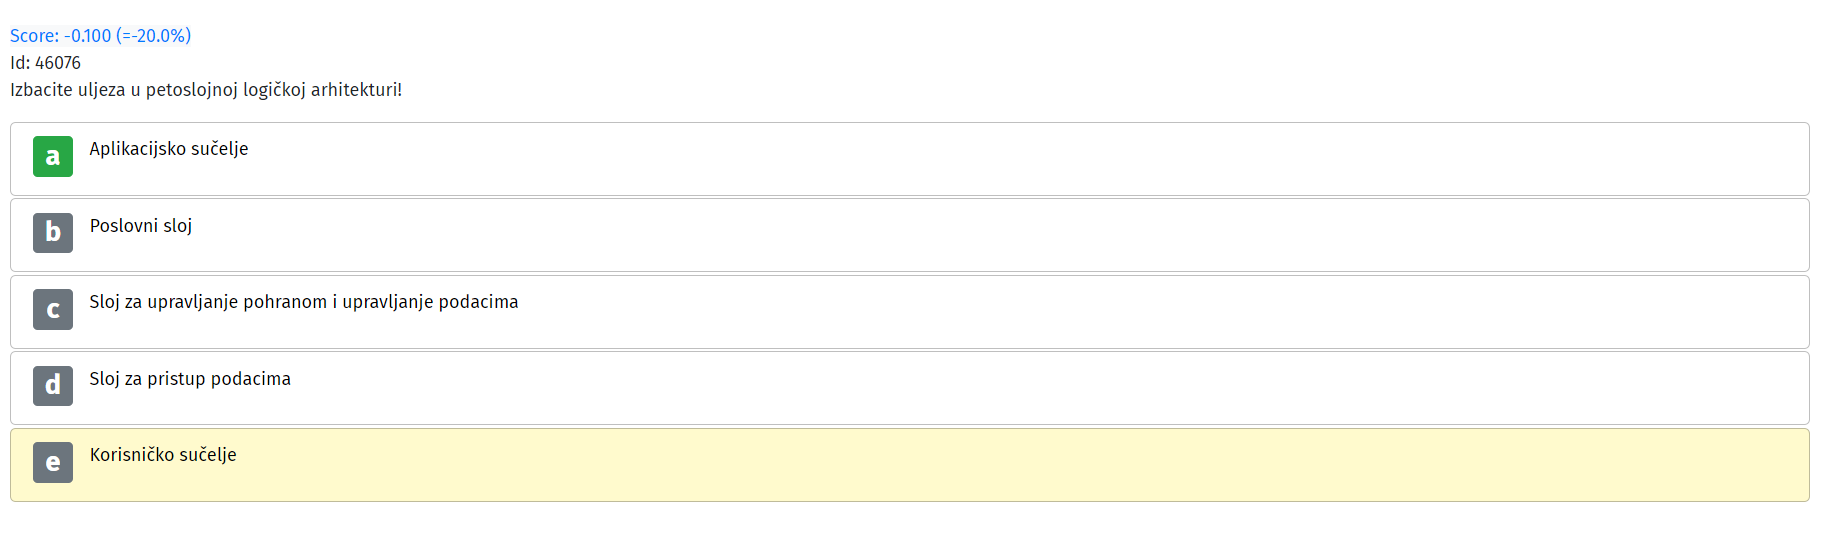 Score: -0.100 (=-20.0%)
Id: 46076
Izbacite uljeza u petoslojnoj logičkoj arhitekturi!
a Aplikacijsko sučelje
b Poslovni sloj
c Sloj za upravljanje pohranom i upravljanje podacima
d Sloj za pristup podacima
e Korisničko sučelje